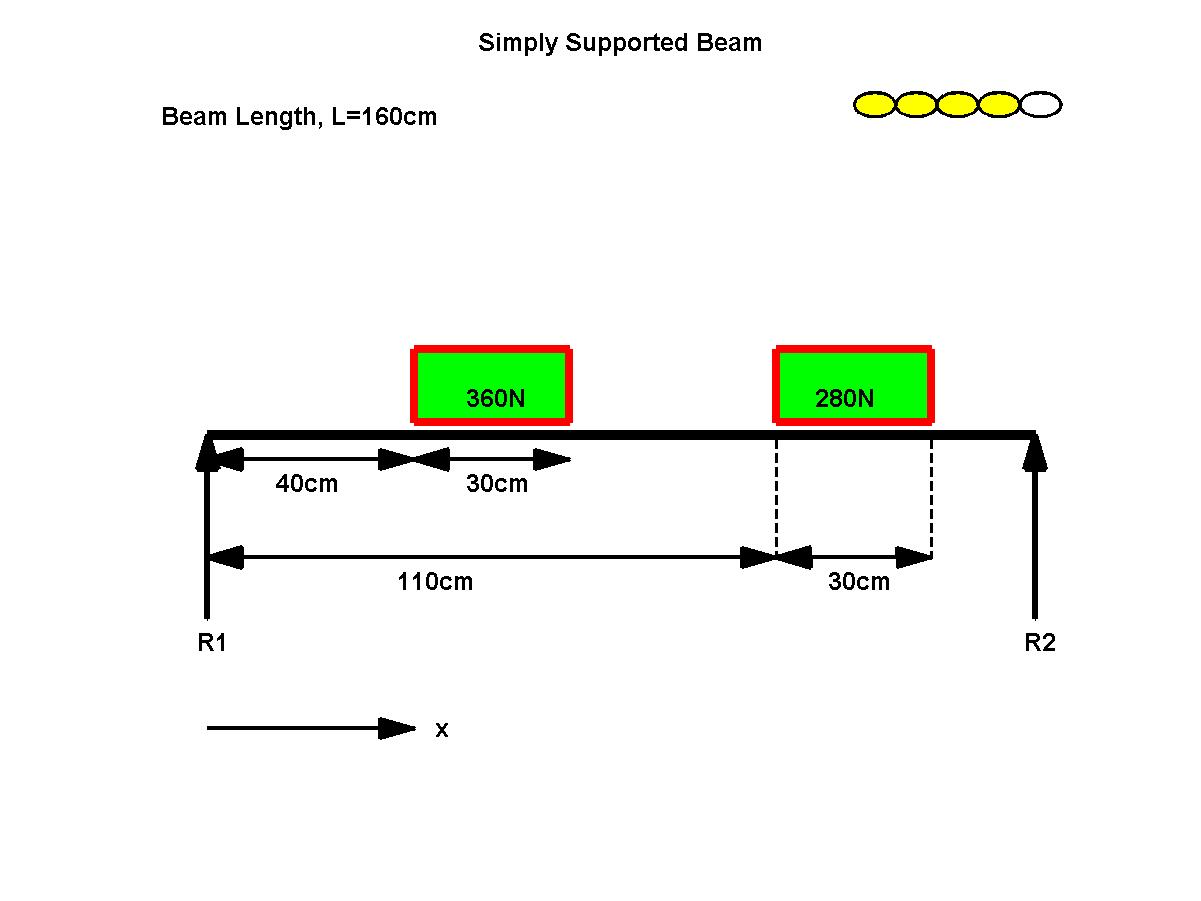 Simply Supported Beam
Beam Length, L=160cm
360N
280N
40cm
30cm
110cm
30cm
R1
R2
x